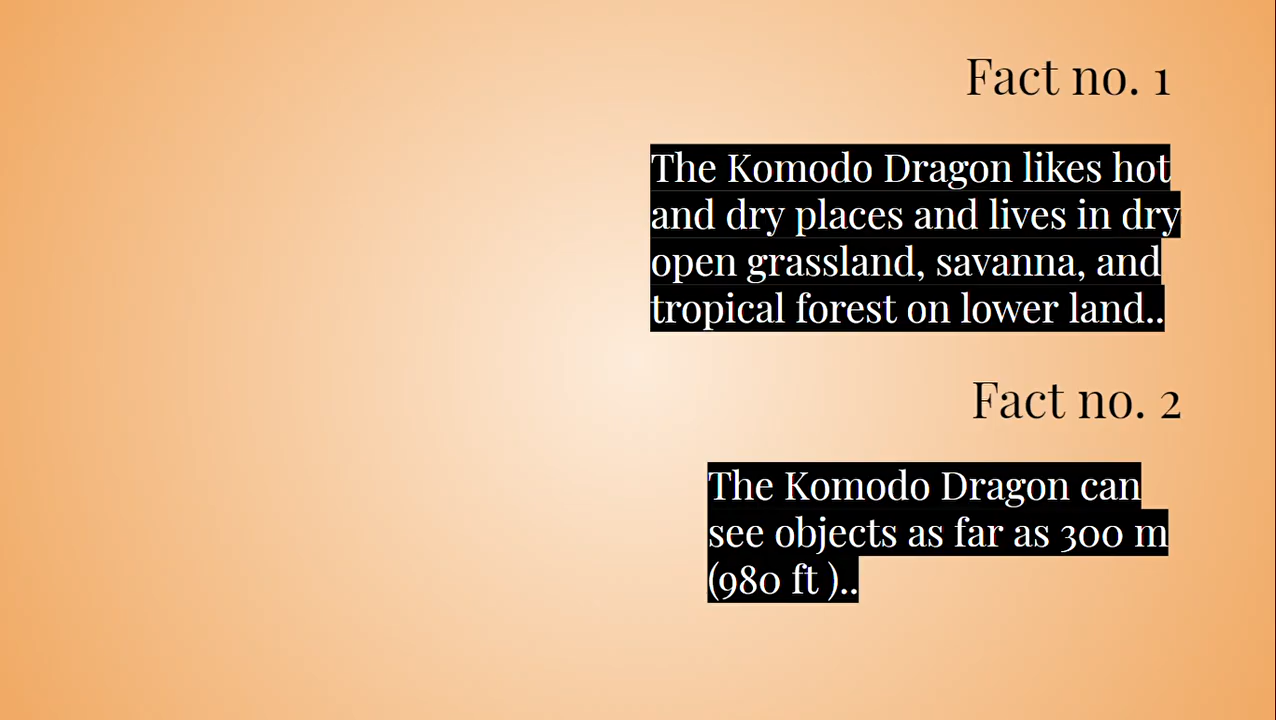 Fact no. 1
The Komodo Dragon likes hot
and dry places and lives in dry
open grassland, savanna, and
tropical forest on lower land..
Fact no. 2
The Komodo Dragon can
see objects as far as 300 m
(980 ft )..